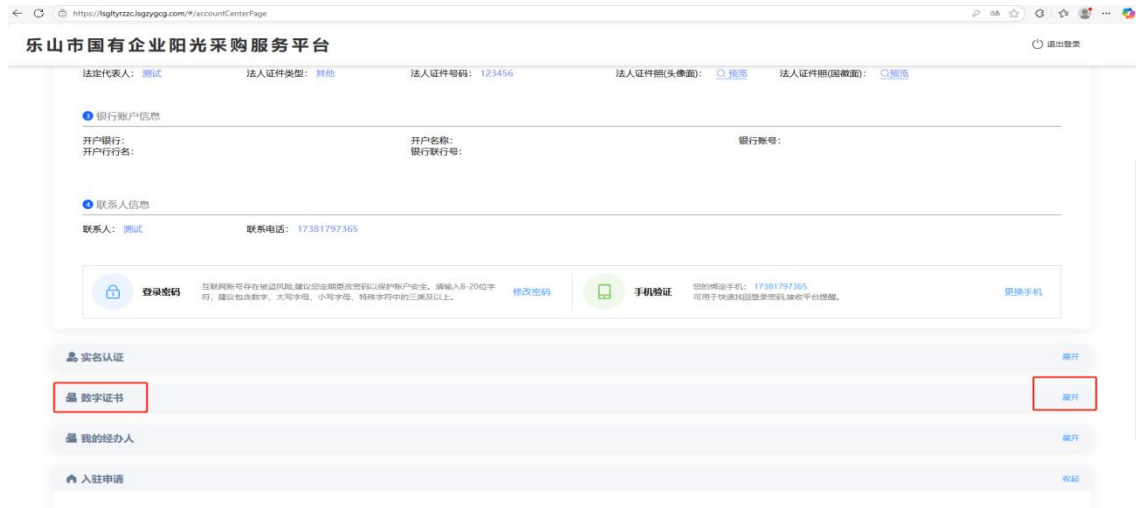 https://lsgltyrzzc.lsgzygcg.com/#/accountCenterPage
乐山市国有企业阳光采购服务平台
退出登录
法定代表人： 测试 法人证件类型： 其他 法人证件号码： 123456 法人证件照(头像面)： 预览 法人证件照(国徽面)： 预览
3 银行账户信息
开户银行： 开户名称： 银行账号：
开户行行名： 银行联行号：
4 联系人信息
联系人： 测试 联系电话： 17381797365
登录密码
互联网账号存在被盗风险,建议您定期更改密码以保护账户安全。请输入8-20位字
符，建议包含数字、大写字母、小写字母、特殊字符中的三类及以上。
修改密码
手机验证
您的绑定手机： 17381797365
可用于快速找回登录密码,接收平台提醒。
更换手机
实名认证 展开
数字证书 展开
我的经办人 展开
入驻申请 收起